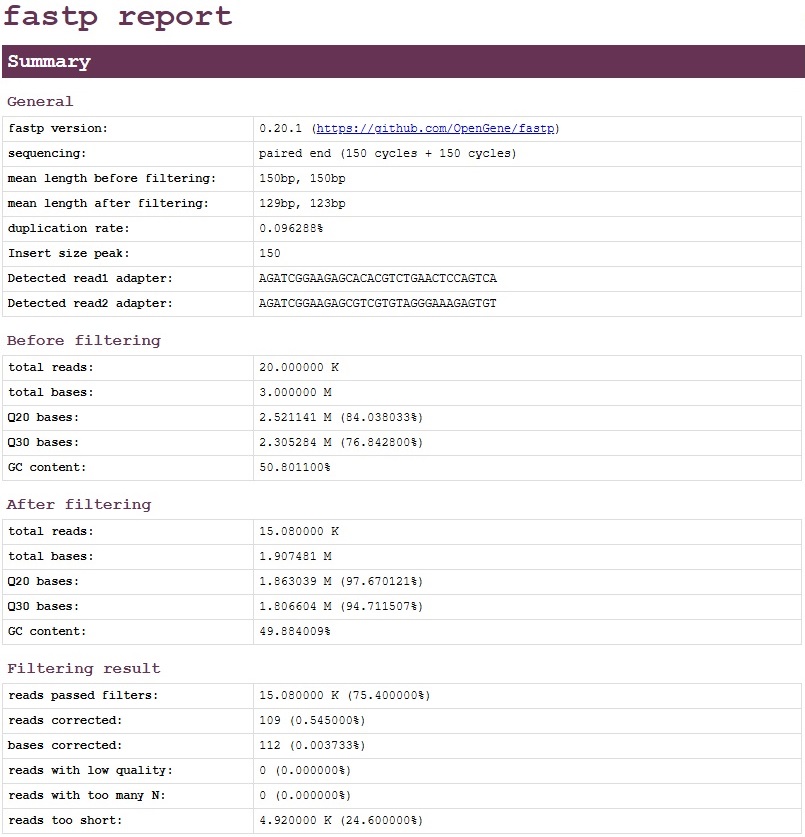 fastp report
Summary
General
fastp version: 0.20.1 (https://github.com/OpenGene/fastp)
sequencing: paired end (150 cycles + 150 cycles)
mean length before filtering: 150bp, 150bp
mean length after filtering: 129bp, 123bp
duplication rate: 0.096288%
Insert size peak: 150
Detected read1 adapter: AGATCGGAAGAGCACACGTCTGAACTCCAGTCA
Detected read2 adapter: AGATCGGAAGAGCGTCGTGTAGGGAAAGAGTGT
Before filtering
total reads: 20.000000 K
total bases: 3.000000 M
Q20 bases: 2.521141 M (84.038033%)
Q30 bases: 2.305284 M (76.842800%)
GC content: 50.801100%
After filtering
total reads: 15.080000 K
total bases: 1.907481 M
Q20 bases: 1.863039 M (97.670121%)
Q30 bases: 1.806604 M (94.711507%)
GC content: 49.884009%
Filtering result
reads passed filters: 15.080000 K (75.400000%)
reads corrected: 109 (0.545000%)
bases corrected: 112 (0.003733%)
reads with low quality: 0 (0.000000%)
reads with too many N: 0 (0.000000%)
reads too short: 4.920000 K (24.600000%)